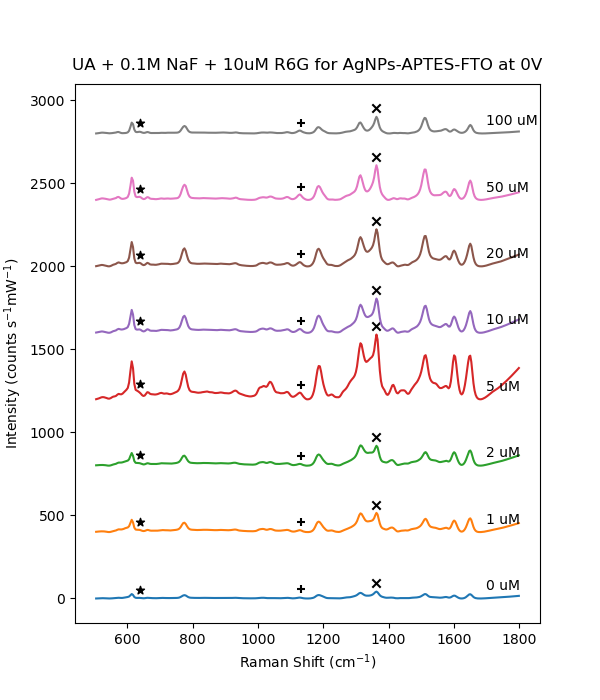 UA + 0.1M NaF + 10uM R6G for AgNPs-APTES-FTO at 0V
3000
100 uM
2500
50 uM
20 uM
2000
10 uM
1500
5 uM
1000
2 uM
500
1 uM
0 uM
0
600 800 1000 1200 1400 1600 1800
Raman Shift (cm⁻¹)
Intensity (counts s⁻¹mW⁻¹)